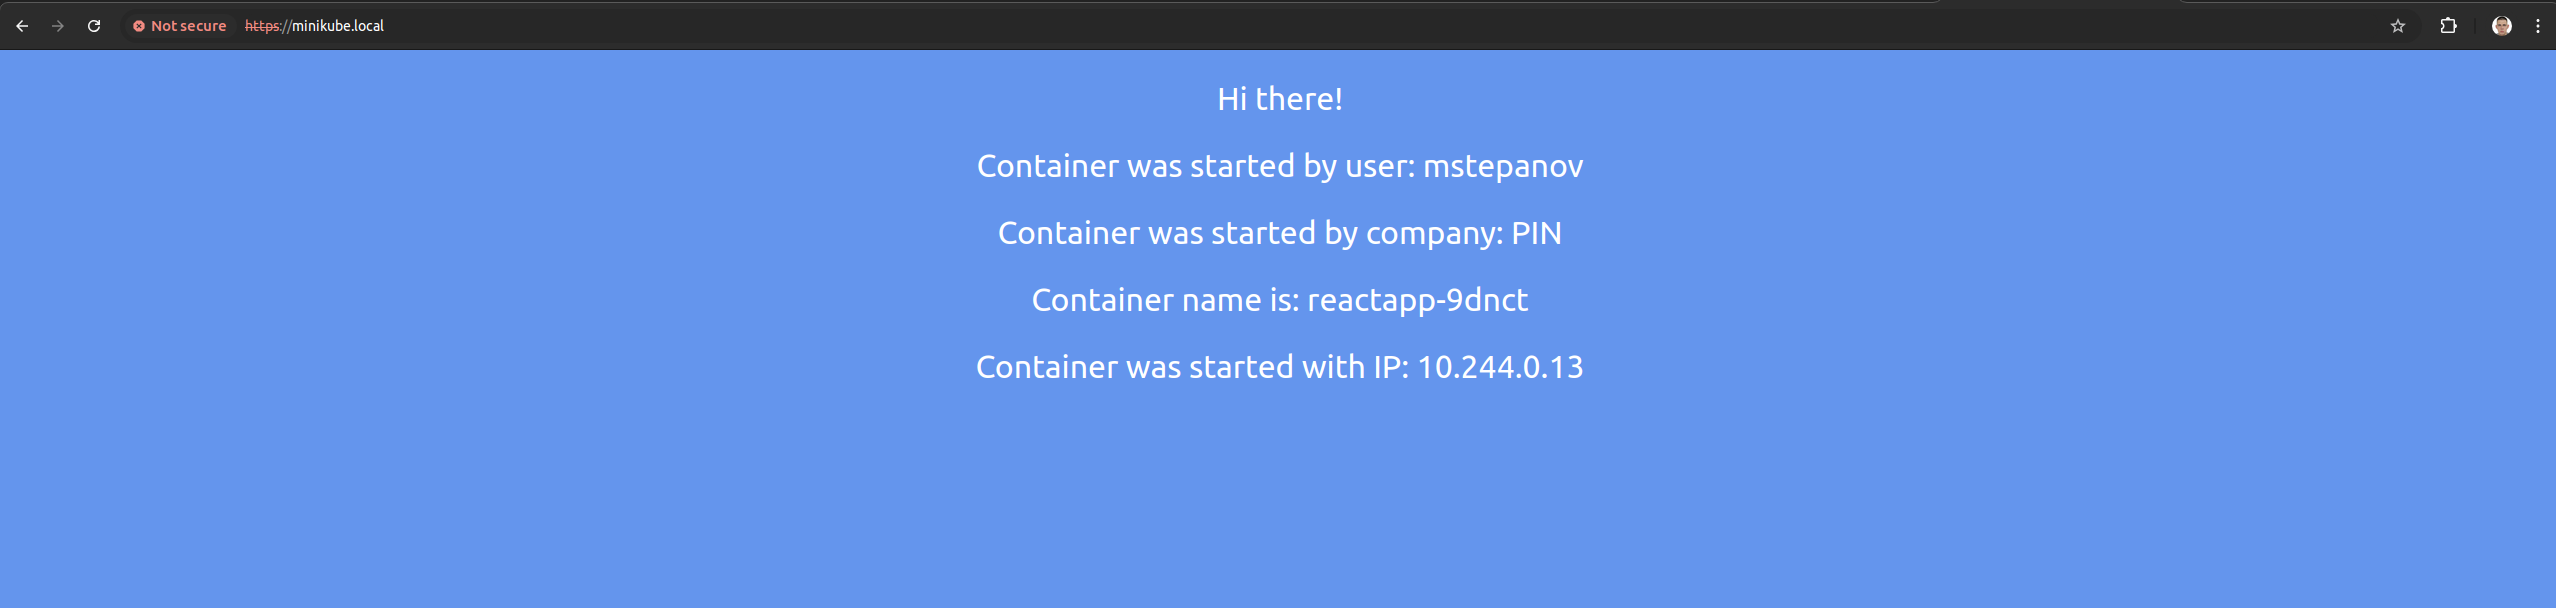 Not secure https://minikube.local
Hi there!
Container was started by user: mstepanov
Container was started by company: PIN
Container name is: reactapp-9dnct
Container was started with IP: 10.244.0.13